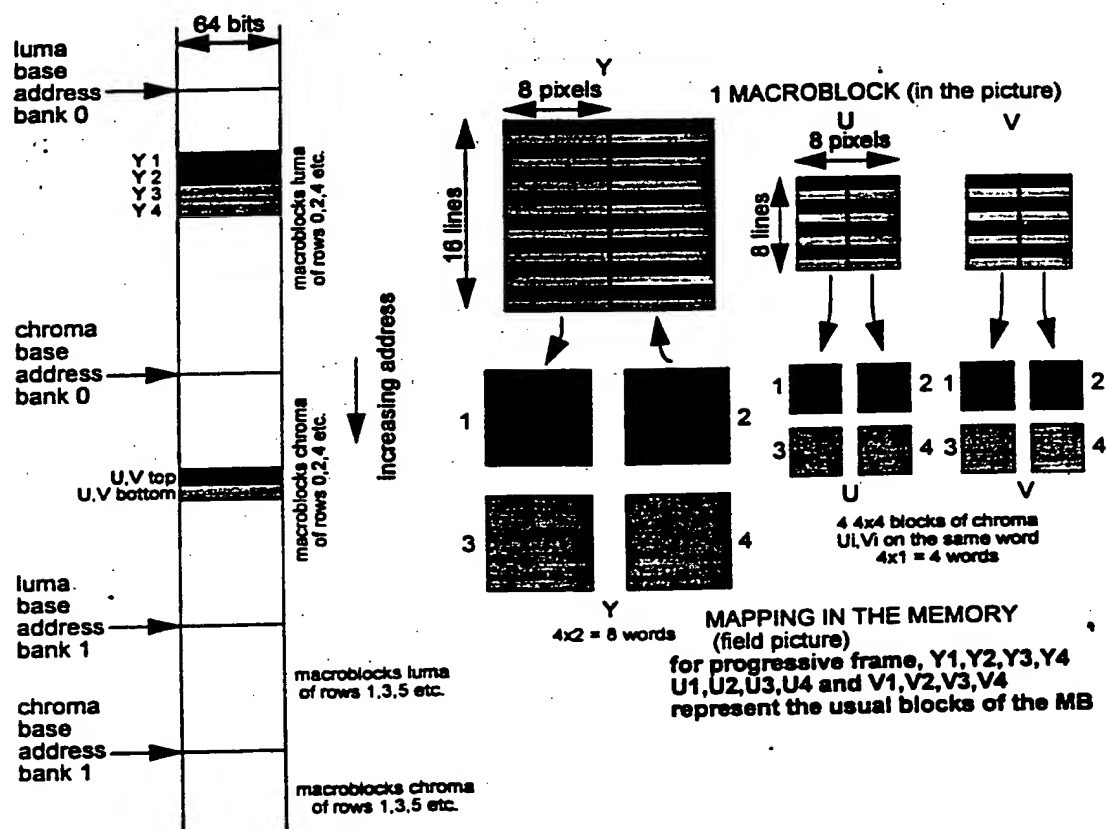 64 bits
luma
base
address
bank 0
Y 1
Y 2
Y 3
Y 4
macroblocks luma
of rows 0,2,4 etc.
chroma
base
address
bank 0
increasing address
U,V top
U,V bottom
macroblocks chroma
of rows 0,2,4 etc.
luma
base
address
bank 1
macroblocks luma
of rows 1,3,5 etc.
chroma
base
address
bank 1
macroblocks chroma
of rows 1,3,5 etc.
Y
8 pixels
16 lines
1 MACROBLOCK (in the picture)
U
V
8 pixels
8 lines
1
2
3
4
Y
4x2 = 8 words
1
2
3
4
U
1
2
3
4
V
4 4x4 blocks of chroma
Ui,Vi on the same word
4x1 = 4 words
MAPPING IN THE MEMORY
(field picture)
for progressive frame, Y1,Y2,Y3,Y4
U1,U2,U3,U4 and V1,V2,V3,V4
represent the usual blocks of the MB